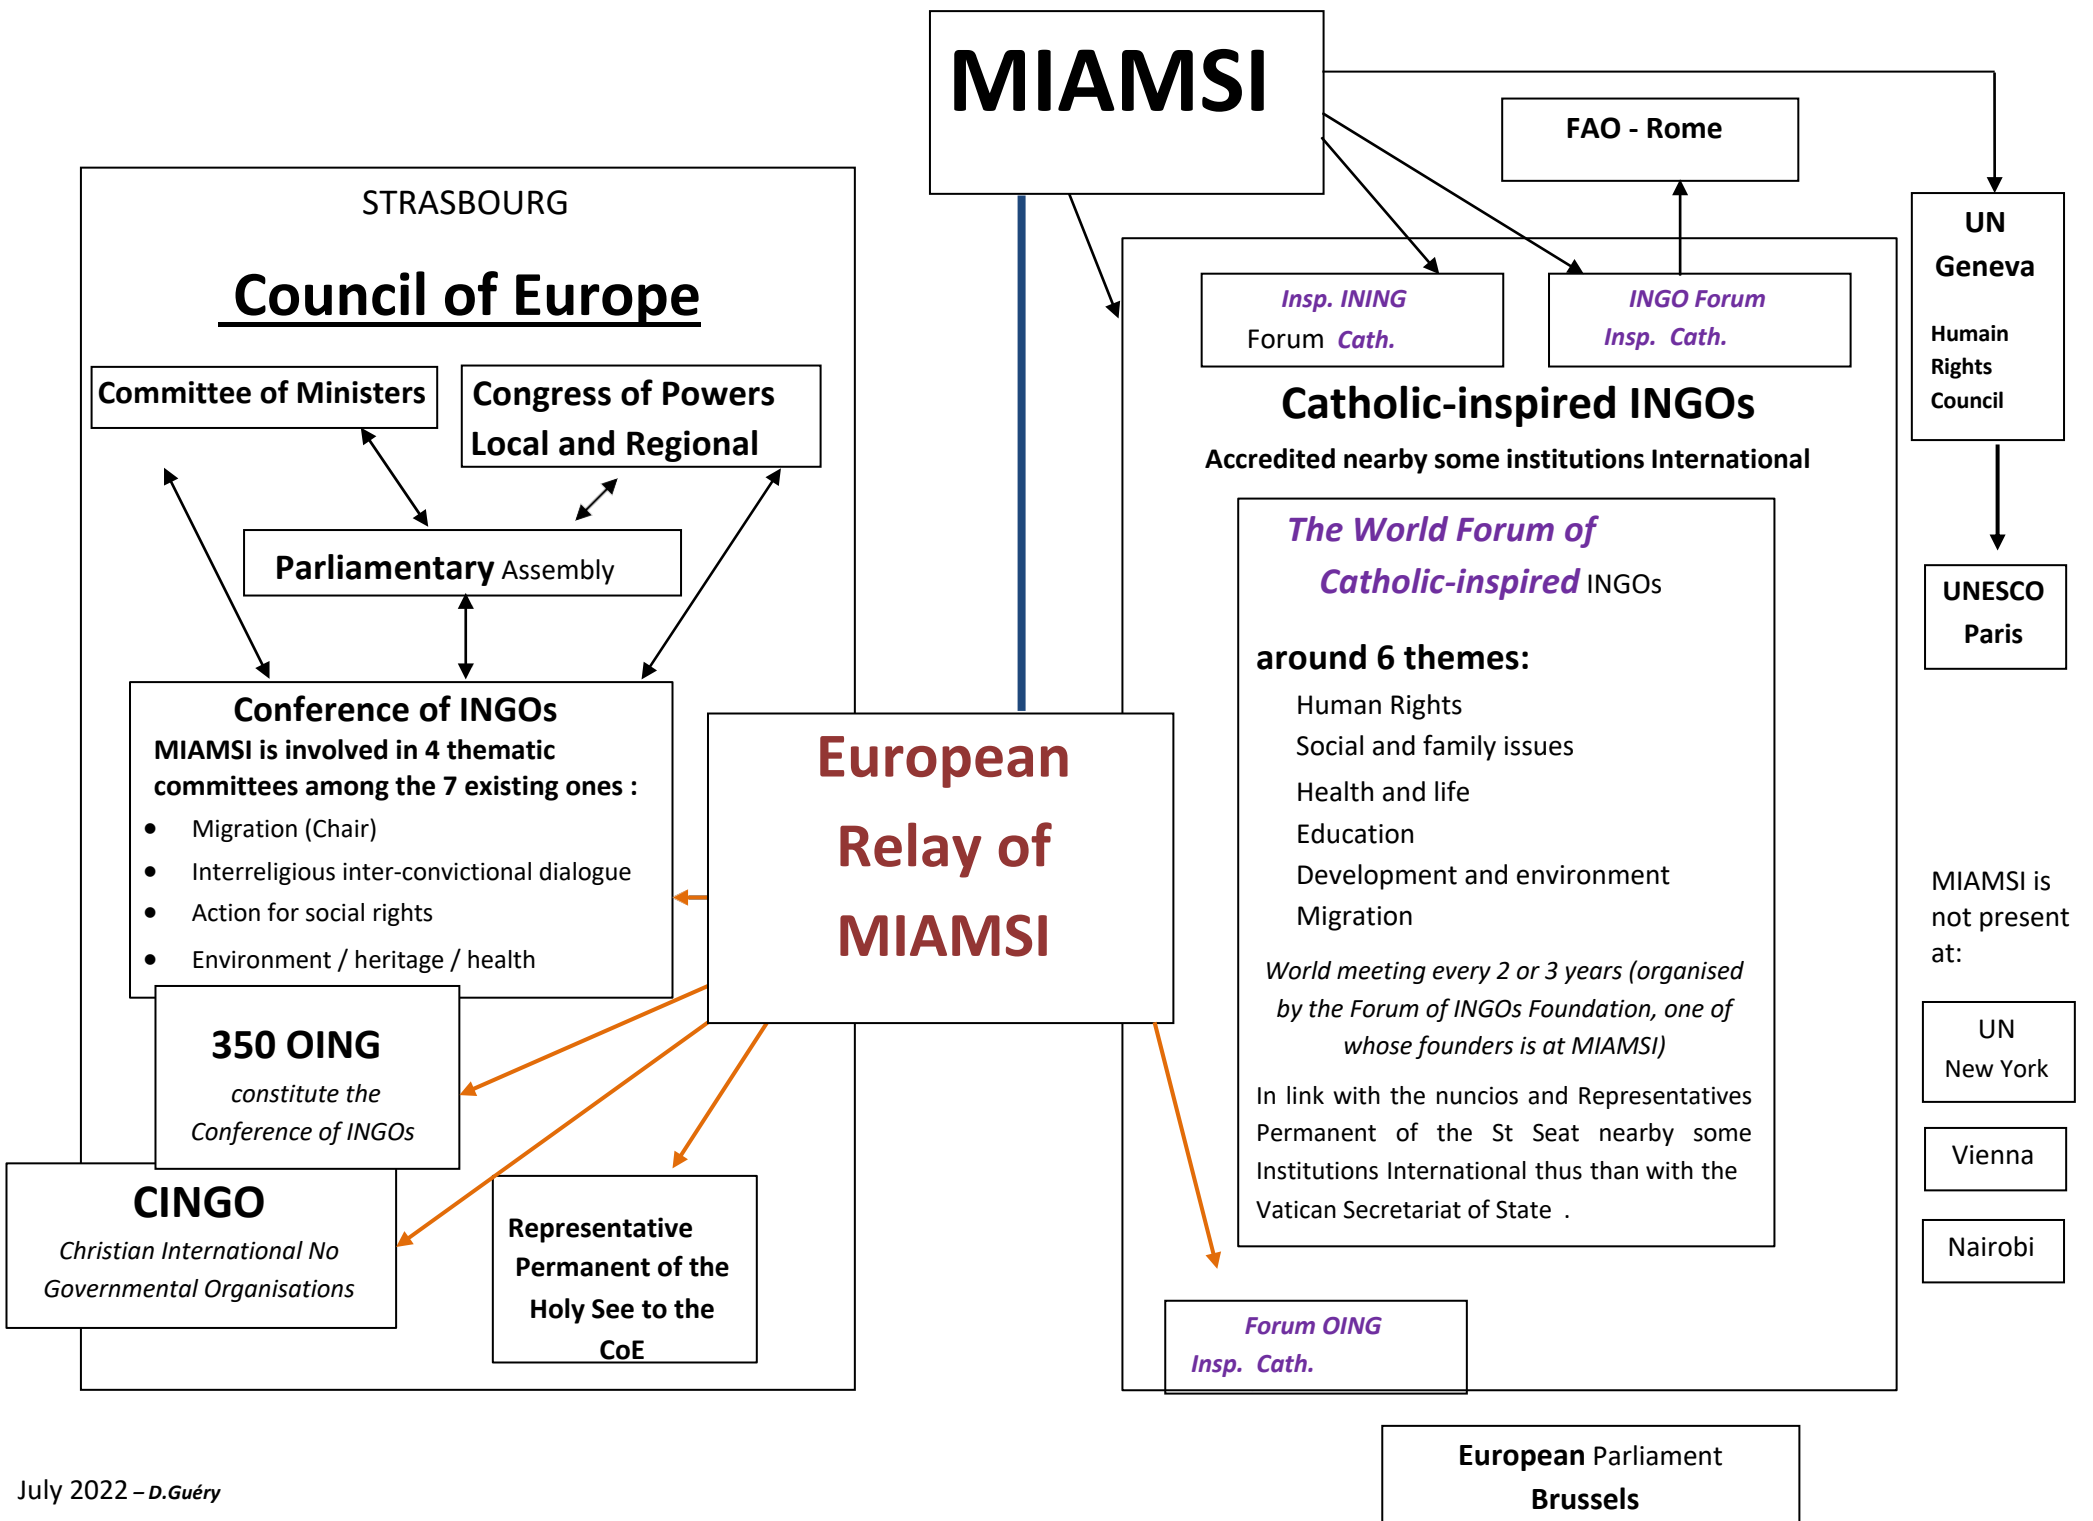 MIAMSI
FAO - Rome
STRASBOURG
Council of Europe
Committee of Ministers
Congress of Powers
Local and Regional
Parliamentary Assembly
Conference of INGOs
MIAMSI is involved in 4 thematic
committees among the 7 existing ones :
• Migration (Chair)
• Interreligious inter-convictional dialogue
• Action for social rights
• Environment / heritage / health
350 OING
constitute the
Conference of INGOs
CINGO
Christian International No
Governmental Organisations
Representative
Permanent of the
Holy See to the
CoE
European
Relay of
MIAMSI
Insp. INING
Forum Cath.
INGO Forum
Insp. Cath.
Catholic-inspired INGOs
Accredited nearby some institutions International
The World Forum of
Catholic-inspired INGOs
around 6 themes:
Human Rights
Social and family issues
Health and life
Education
Development and environment
Migration
World meeting every 2 or 3 years (organised
by the Forum of INGOs Foundation, one of
whose founders is at MIAMSI)
In link with the nuncios and Representatives
Permanent of the St Seat nearby some
Institutions International thus than with the
Vatican Secretariat of State .
Forum OING
Insp. Cath.
European Parliament
Brussels
UN
Geneva
Humain
Rights
Council
UNESCO
Paris
MIAMSI is
not present
at:
UN
New York
Vienna
Nairobi
July 2022 – D.Guéry